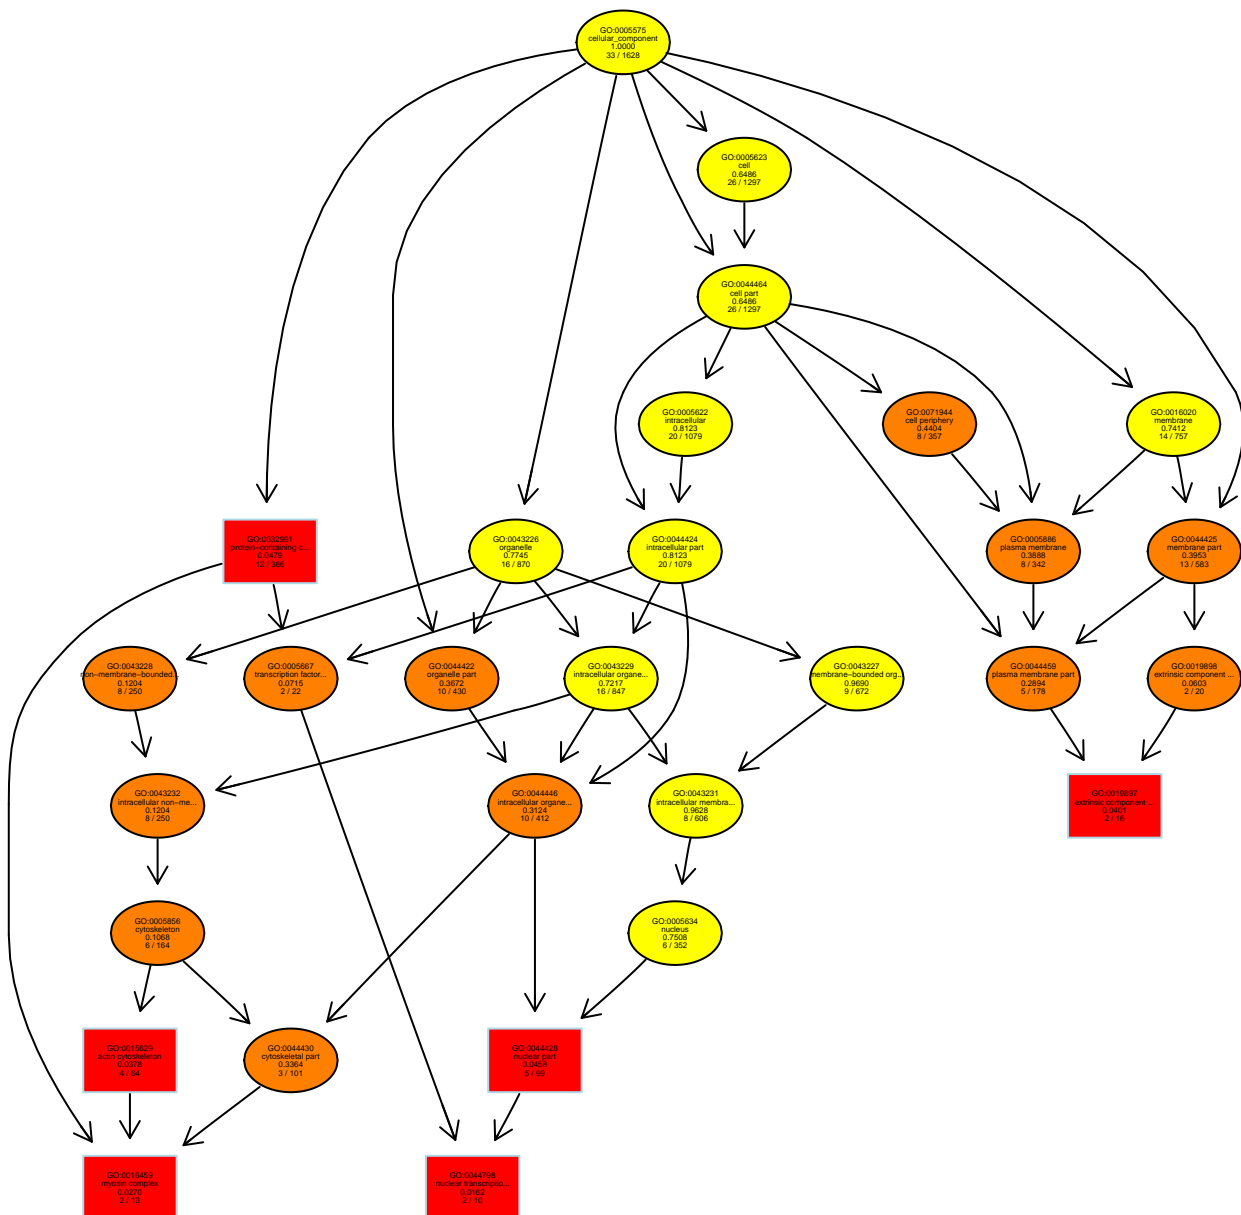 GO:0005575
cellular_component
1.0000
33 / 1628
GO:0005623
cell
0.6486
26 / 1297
GO:0044464
cell part
0.6486
26 / 1297
GO:0005622
intracellular
0.8123
20 / 1079
GO:0071944
cell periphery
0.4404
8 / 357
GO:0016020
membrane
0.7412
14 / 757
GO:0032991
protein−containing c...
0.0479
12 / 366
GO:0043226
organelle
0.7745
16 / 870
GO:0044424
intracellular part
0.8123
20 / 1079
GO:0005886
plasma membrane
0.3888
8 / 342
GO:0044425
membrane part
0.3953
13 / 583
GO:0043228
non−membrane−bounded...
0.1204
8 / 250
GO:0005667
transcription factor...
0.0715
2 / 22
GO:0044422
organelle part
0.3672
10 / 430
GO:0043229
intracellular organe...
0.7217
16 / 847
GO:0043227
membrane−bounded org...
0.9690
9 / 672
GO:0044459
plasma membrane part
0.2894
5 / 178
GO:0019898
extrinsic component ...
0.0603
2 / 20
GO:0043232
intracellular non−me...
0.1204
8 / 250
GO:0044446
intracellular organe...
0.3124
10 / 412
GO:0043231
intracellular membra...
0.9628
8 / 606
GO:0019897
extrinsic component ...
0.0401
2 / 16
GO:0005856
cytoskeleton
0.1068
6 / 164
GO:0005634
nucleus
0.7508
6 / 352
GO:0015629
actin cytoskeleton
0.0378
4 / 64
GO:0044430
cytoskeletal part
0.3364
3 / 101
GO:0044428
nuclear part
0.0458
5 / 69
GO:0016459
myosin complex
0.0270
2 / 13
GO:0044798
nuclear transcriptio...
0.0162
2 / 10